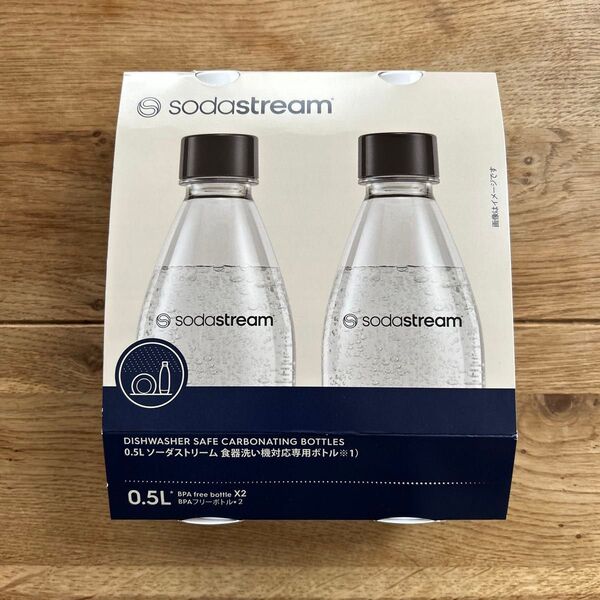 sodastream
画像はイメージです
sodastream
sodastream
DISHWASHER SAFE CARBONATING BOTTLES
0.5L ソーダストリーム 食器洗い機対応専用ボトル※1)
0.5L* BPA free bottle X2
BPAフリーボトル×2